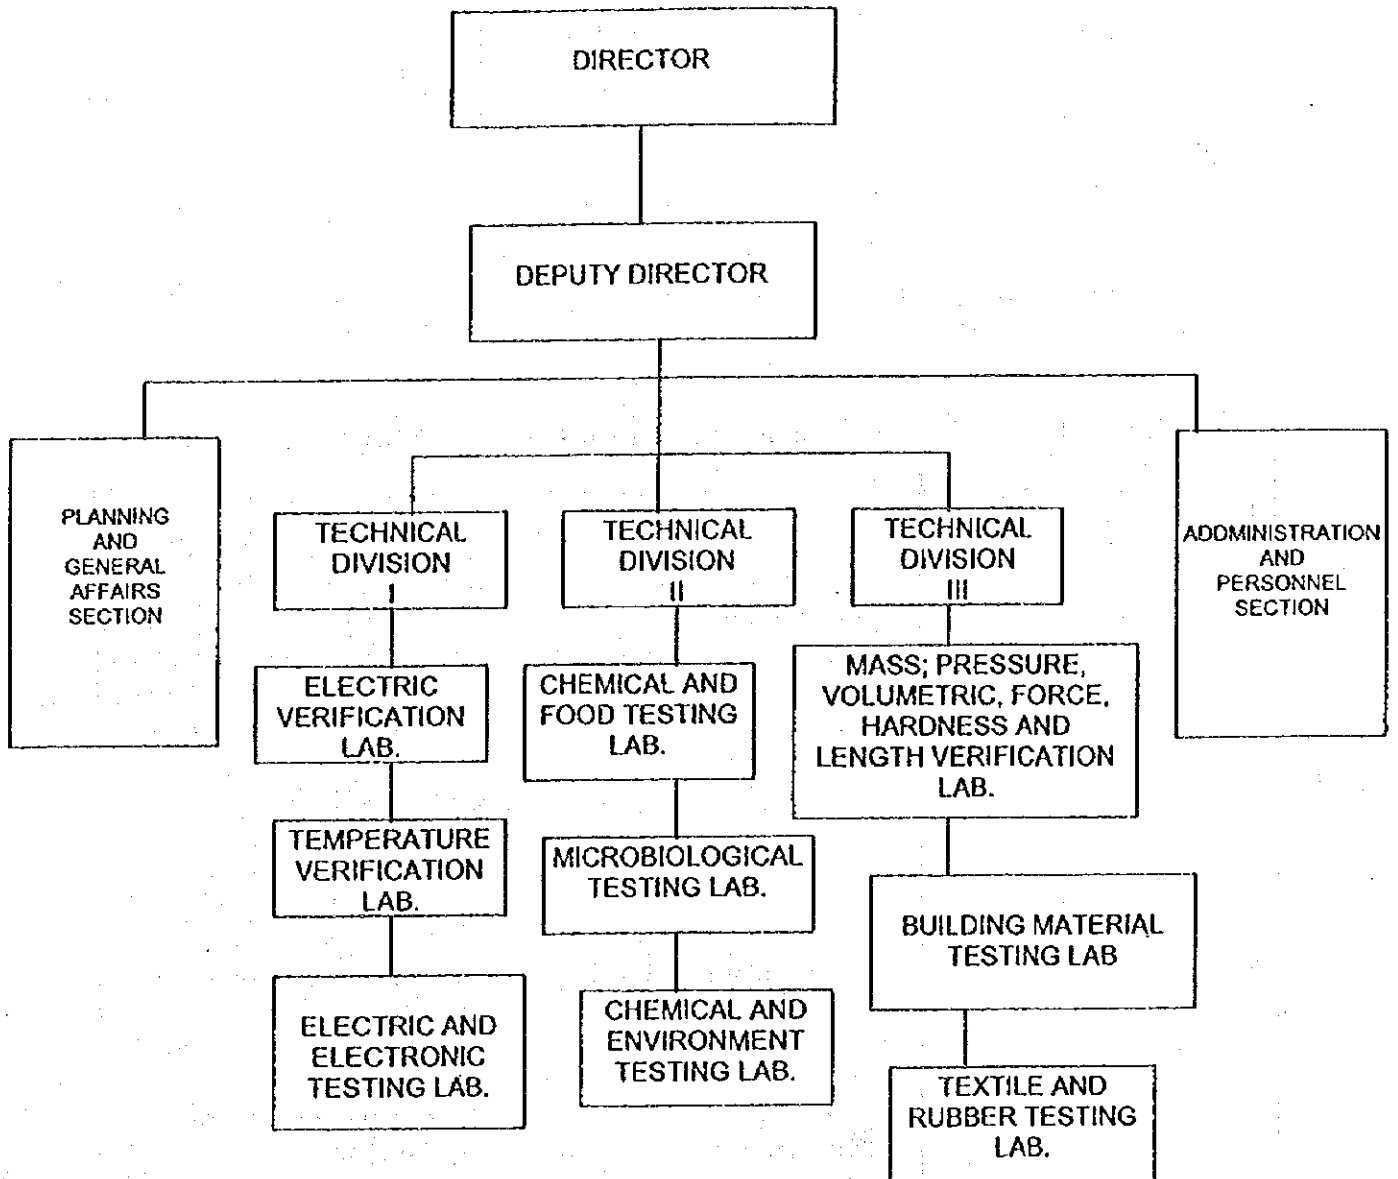 DIRECTOR
DEPUTY DIRECTOR
PLANNING
AND
GENERAL
AFFAIRS
SECTION
TECHNICAL
DIVISION
I
TECHNICAL
DIVISION
II
TECHNICAL
DIVISION
III
ADDMINISTRATION
AND
PERSONNEL
SECTION
ELECTRIC
VERIFICATION
LAB.
CHEMICAL AND
FOOD TESTING
LAB.
MASS; PRESSURE,
VOLUMETRIC, FORCE,
HARDNESS AND
LENGTH VERIFICATION
LAB.
TEMPERATURE
VERIFICATION
LAB.
MICROBIOLOGICAL
TESTING LAB.
BUILDING MATERIAL
TESTING LAB
ELECTRIC AND
ELECTRONIC
TESTING LAB.
CHEMICAL AND
ENVIRONMENT
TESTING LAB.
TEXTILE AND
RUBBER TESTING
LAB.